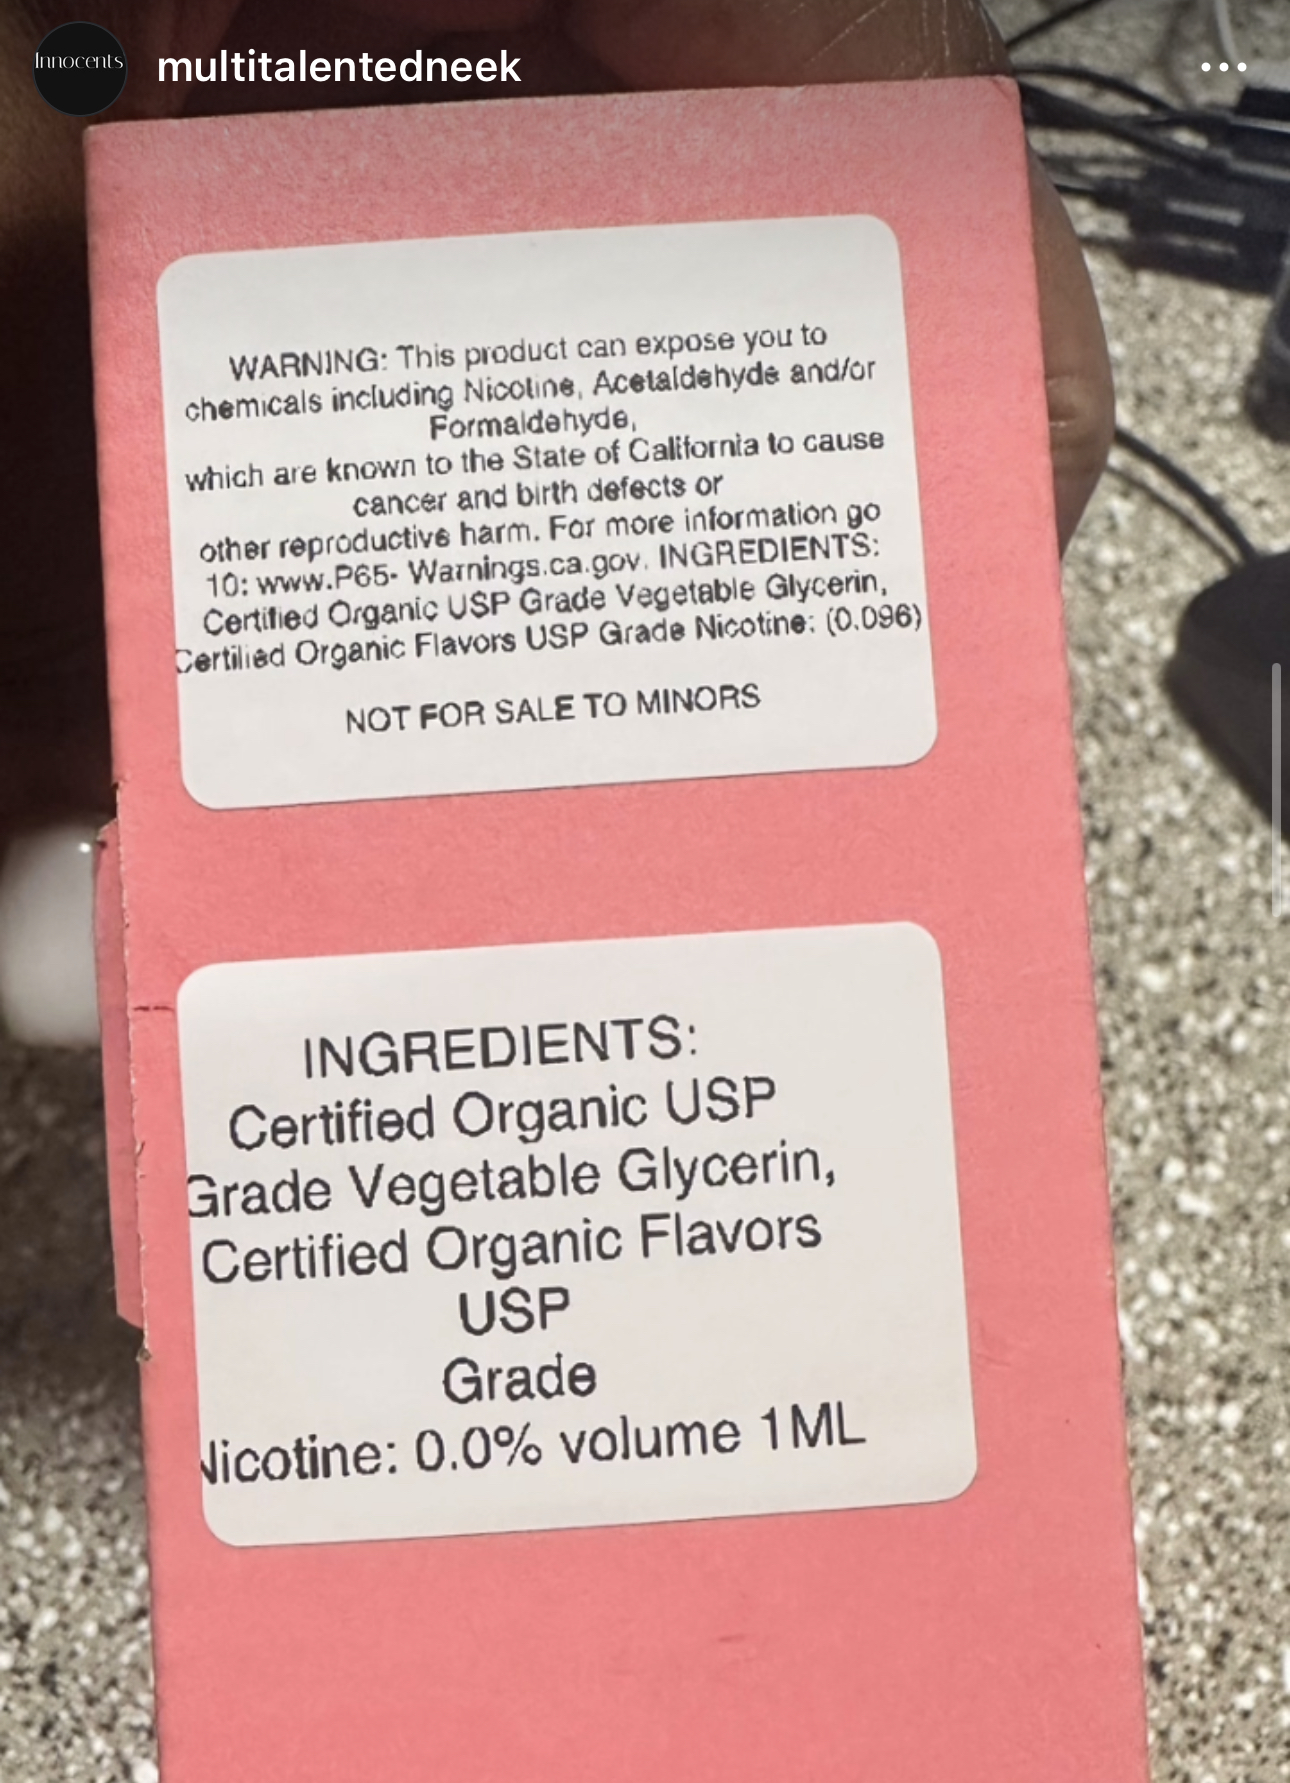 Innocents
multitalentedneek
WARNING: This product can expose you to
chemicals including Nicotine, Acetaldehyde and/or
Formaldehyde,
which are known to the State of California to cause
cancer and birth defects or
other reproductive harm. For more information go
10: www.P65- Warnings.ca.gov. INGREDIENTS:
Certified Organic USP Grade Vegetable Glycerin,
Certilied Organic Flavors USP Grade Nicotine: (0.096)
NOT FOR SALE TO MINORS
INGREDIENTS:
Certified Organic USP
Grade Vegetable Glycerin,
Certified Organic Flavors
USP
Grade
Nicotine: 0.0% volume 1ML